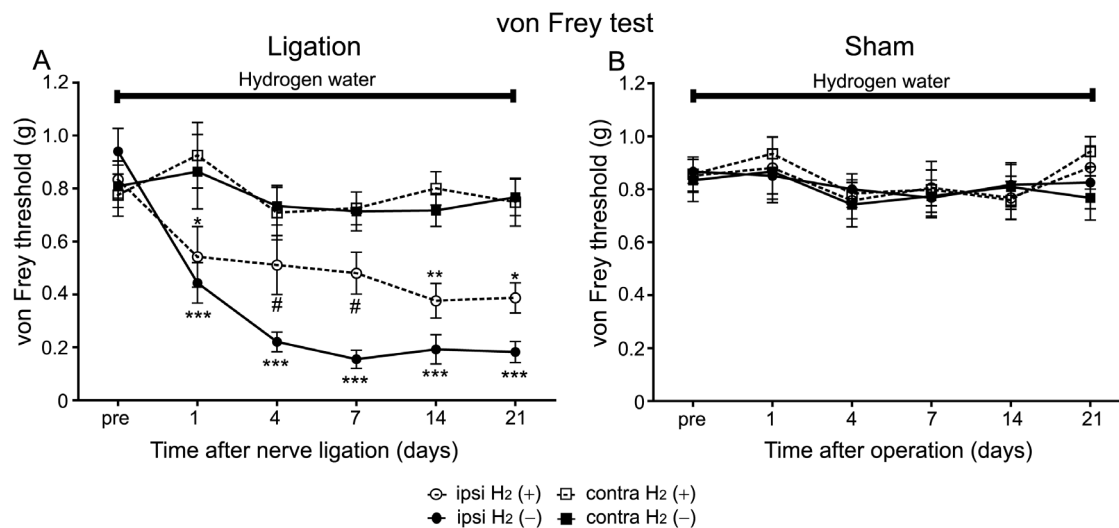 von Frey test
Ligation
Sham
A
B
Hydrogen water
Hydrogen water
von Frey threshold (g)
1.2
1.0
0.8
0.6
0.4
0.2
0
*
***
#
***
#
***
**
***
*
***
pre 1 4 7 14 21
Time after nerve ligation (days)
von Frey threshold (g)
1.2
1.0
0.8
0.6
0.4
0.2
0
pre 1 4 7 14 21
Time after operation (days)
ipsi H₂ (+) contra H₂ (+)
ipsi H₂ (−) contra H₂ (−)